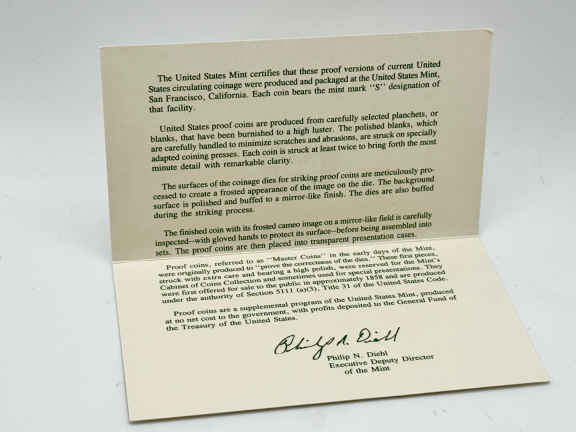 The United States Mint certifies that these proof versions of current United
States circulating coinage were produced and packaged at the United States Mint,
San Francisco, California. Each coin bears the mint mark "S" designation of
that facility.
United States proof coins are produced from carefully selected planchets, or
blanks, that have been burnished to a high luster. The polished blanks, which
are carefully handled to minimize scratches and abrasions, are struck on specially
adapted coining presses. Each coin is struck at least twice to bring forth the most
minute detail with remarkable clarity.
The surfaces of the coinage dies for striking proof coins are meticulously pro-
cessed to create a frosted appearance of the image on the die. The background
surface is polished and buffed to a mirror-like finish. The dies are also buffed
during the striking process.
The finished coin with its frosted cameo image on a mirror-like field is carefully
inspected--with gloved hands to protect its surface--before being assembled into
sets. The proof coins are then placed into transparent presentation cases.
Proof coins, referred to as "Master Coins" in the early days of the Mint,
were originally produced to "prove the correctness of the dies." These first pieces,
struck with extra care and bearing a high polish, were reserved for the Mint's
Cabinet of Coins Collection and sometimes used for special presentations. They
were first offered for sale to the public in approximately 1858 and are produced
under the authority of Section 5111 (a)(3), Title 31 of the United States Code.
Proof coins are a supplemental program of the United States Mint, produced
at no net cost to the government, with profits deposited to the General Fund of
the Treasury of the United States.
Philip N. Diehl
Philip N. Diehl
Executive Deputy Director
of the Mint